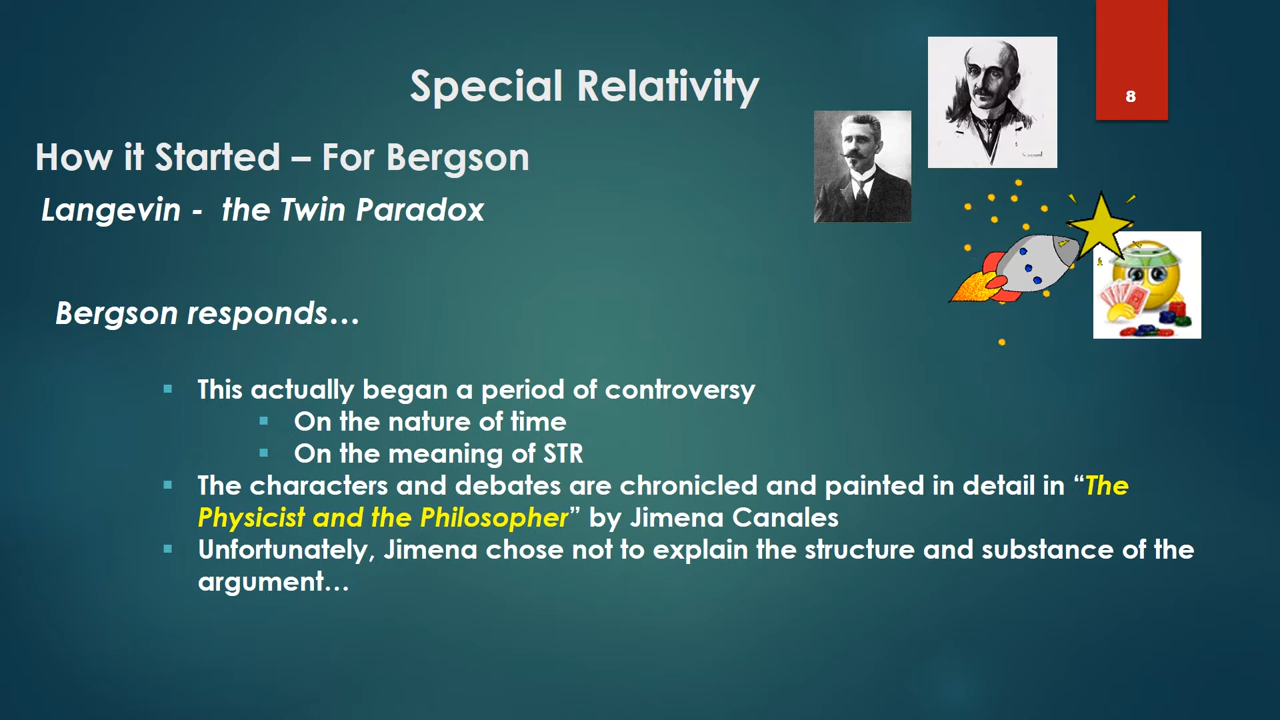 Special Relativity
8
How it Started – For Bergson
Langevin - the Twin Paradox
Bergson responds…
This actually began a period of controversy
On the nature of time
On the meaning of STR
The characters and debates are chronicled and painted in detail in “The
Physicist and the Philosopher” by Jimena Canales
Unfortunately, Jimena chose not to explain the structure and substance of the
argument…